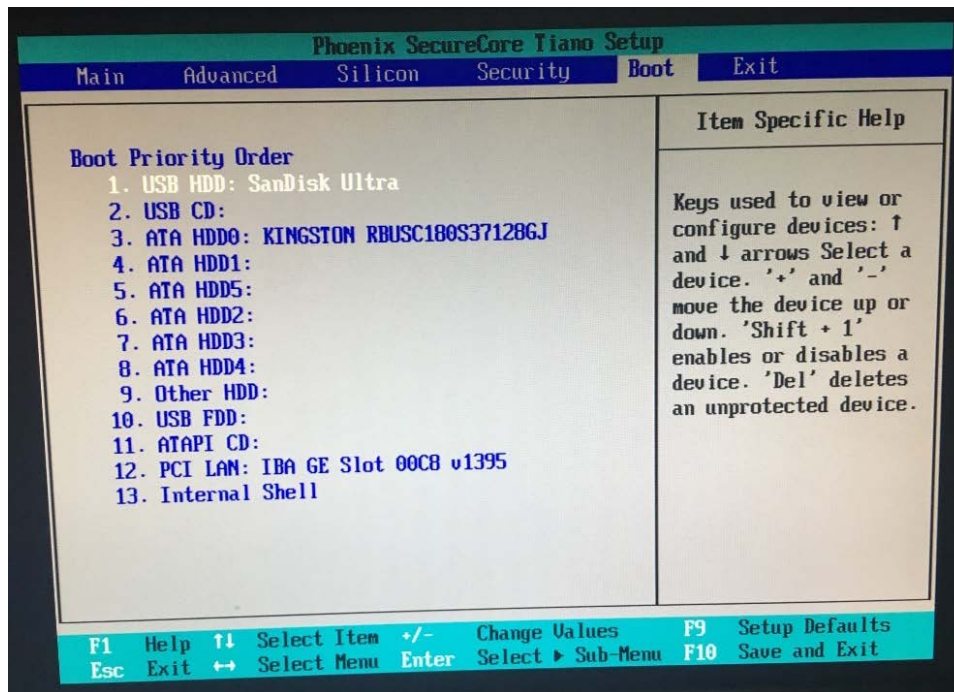 Phoenix SecureCore Tiano Setup
Main Advanced Silicon Security Boot Exit
Item Specific Help
Boot Priority Order
1. USB HDD: SanDisk Ultra
2. USB CD:
3. ATA HDD0: KINGSTON RBUSC180S37128GJ
4. ATA HDD1:
5. ATA HDD5:
6. ATA HDD2:
7. ATA HDD3:
8. ATA HDD4:
9. Other HDD:
10. USB FDD:
11. ATAPI CD:
12. PCI LAN: IBA GE Slot 00C8 v1395
13. Internal Shell
Keys used to view or
configure devices: ↑
and ↓ arrows Select a
device. '+' and '-'
move the device up or
down. 'Shift + 1'
enables or disables a
device. 'Del' deletes
an unprotected device.
F1 Help ↑↓ Select Item +/- Change Values F9 Setup Defaults
Esc Exit ↔ Select Menu Enter Select ▶ Sub-Menu F10 Save and Exit